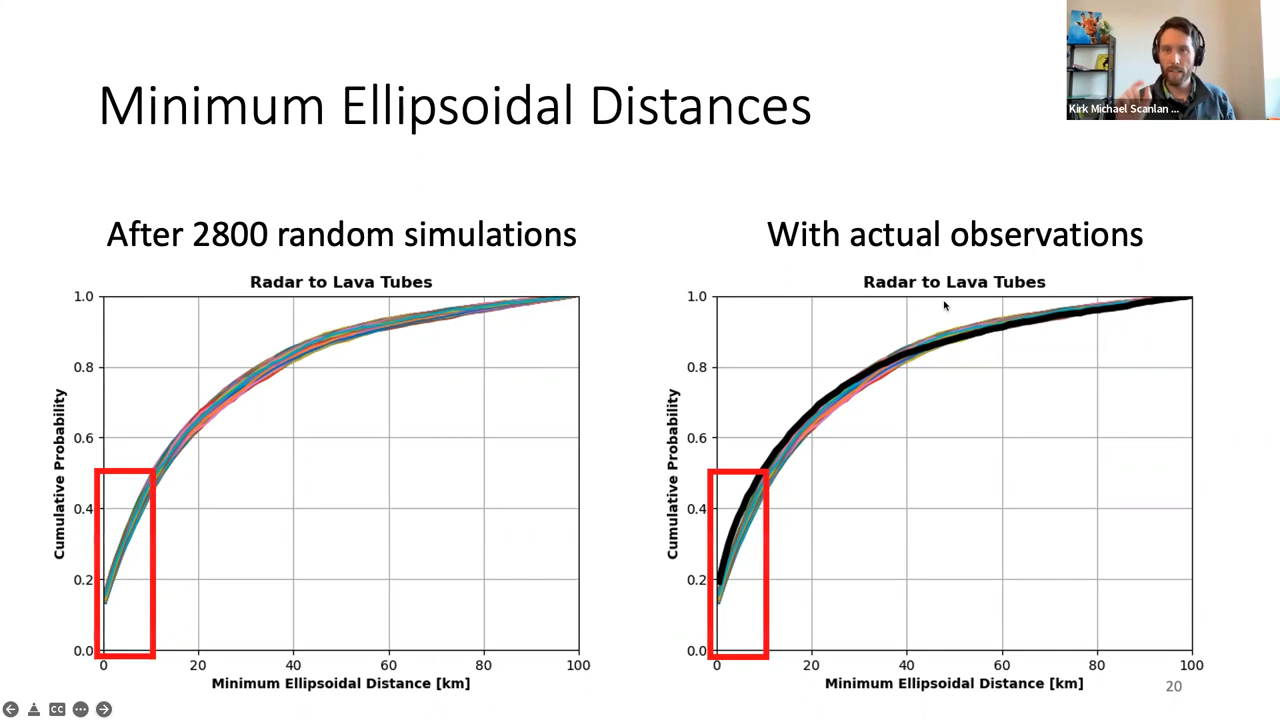 Minimum Ellipsoidal Distances
Kirk Michael Scanlan ...
After 2800 random simulations
Radar to Lava Tubes
1.0
0.8
0.6
0.4
0.2
0.0
Cumulative Probability
0 20 40 60 80 100
Minimum Ellipsoidal Distance [km]
With actual observations
Radar to Lava Tubes
1.0
0.8
0.6
0.4
0.2
0.0
Cumulative Probability
0 20 40 60 80 100
Minimum Ellipsoidal Distance [km]
20
CC